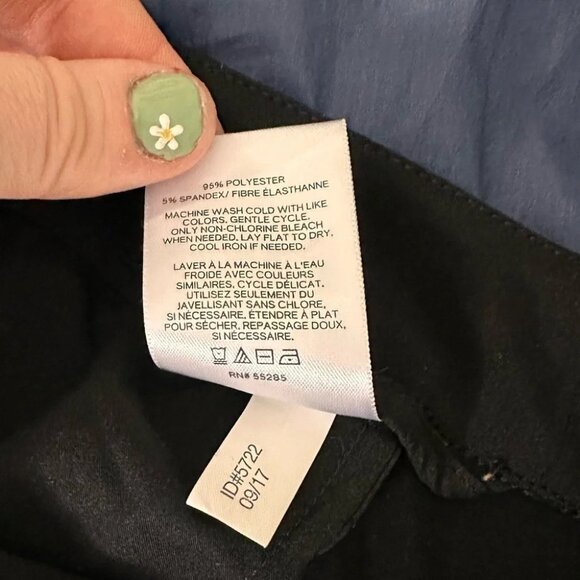 95% POLYESTER
5% SPANDEX/ FIBRE ÉLASTHANNE
MACHINE WASH COLD WITH LIKE
COLORS. GENTLE CYCLE.
ONLY NON-CHLORINE BLEACH
WHEN NEEDED. LAY FLAT TO DRY.
COOL IRON IF NEEDED.
LAVER À LA MACHINE À L'EAU
FROIDE AVEC COULEURS
SIMILAIRES. CYCLE DÉLICAT.
UTILISEZ SEULEMENT DU
JAVELLISANT SANS CHLORE,
SI NÉCESSAIRE. ÉTENDRE À PLAT
POUR SÉCHER. REPASSAGE DOUX,
SI NÉCESSAIRE.
RN# 55285
ID#5722
09/17